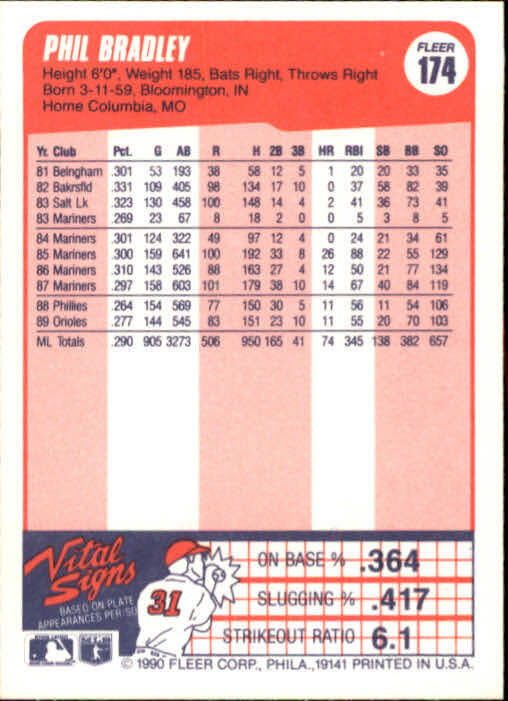 PHIL BRADLEY
FLEER
174
Height 6'0", Weight 185, Bats Right, Throws Right
Born 3-11-59, Bloomington, IN
Home Columbia, MO
Yr. Club Pct. G AB R H 2B 3B HR RBI SB BB SO
81 Belngham .301 53 193 38 58 12 5 1 20 20 33 35
82 Bakrsfld .331 109 405 98 134 17 10 0 37 58 82 39
83 Salt Lk .323 130 458 100 148 14 4 2 41 36 73 41
83 Mariners .269 23 67 8 18 2 0 0 5 3 8 5
84 Mariners .301 124 322 49 97 12 4 0 24 21 34 61
85 Mariners .300 159 641 100 192 33 8 26 88 22 55 129
86 Mariners .310 143 526 88 163 27 4 12 50 21 77 134
87 Mariners .297 158 603 101 179 38 10 14 67 40 84 119
88 Phillies .264 154 569 77 150 30 5 11 56 11 54 106
89 Orioles .277 144 545 83 151 23 10 11 55 20 70 103
ML Totals .290 905 3273 506 950 165 41 74 345 138 382 657
Vital Signs
BASED ON PLATE
APPEARANCES PER/SO
31
ON BASE % .364
SLUGGING % .417
STRIKEOUT RATIO 6.1
© 1990 FLEER CORP., PHILA., 19141 PRINTED IN U.S.A.